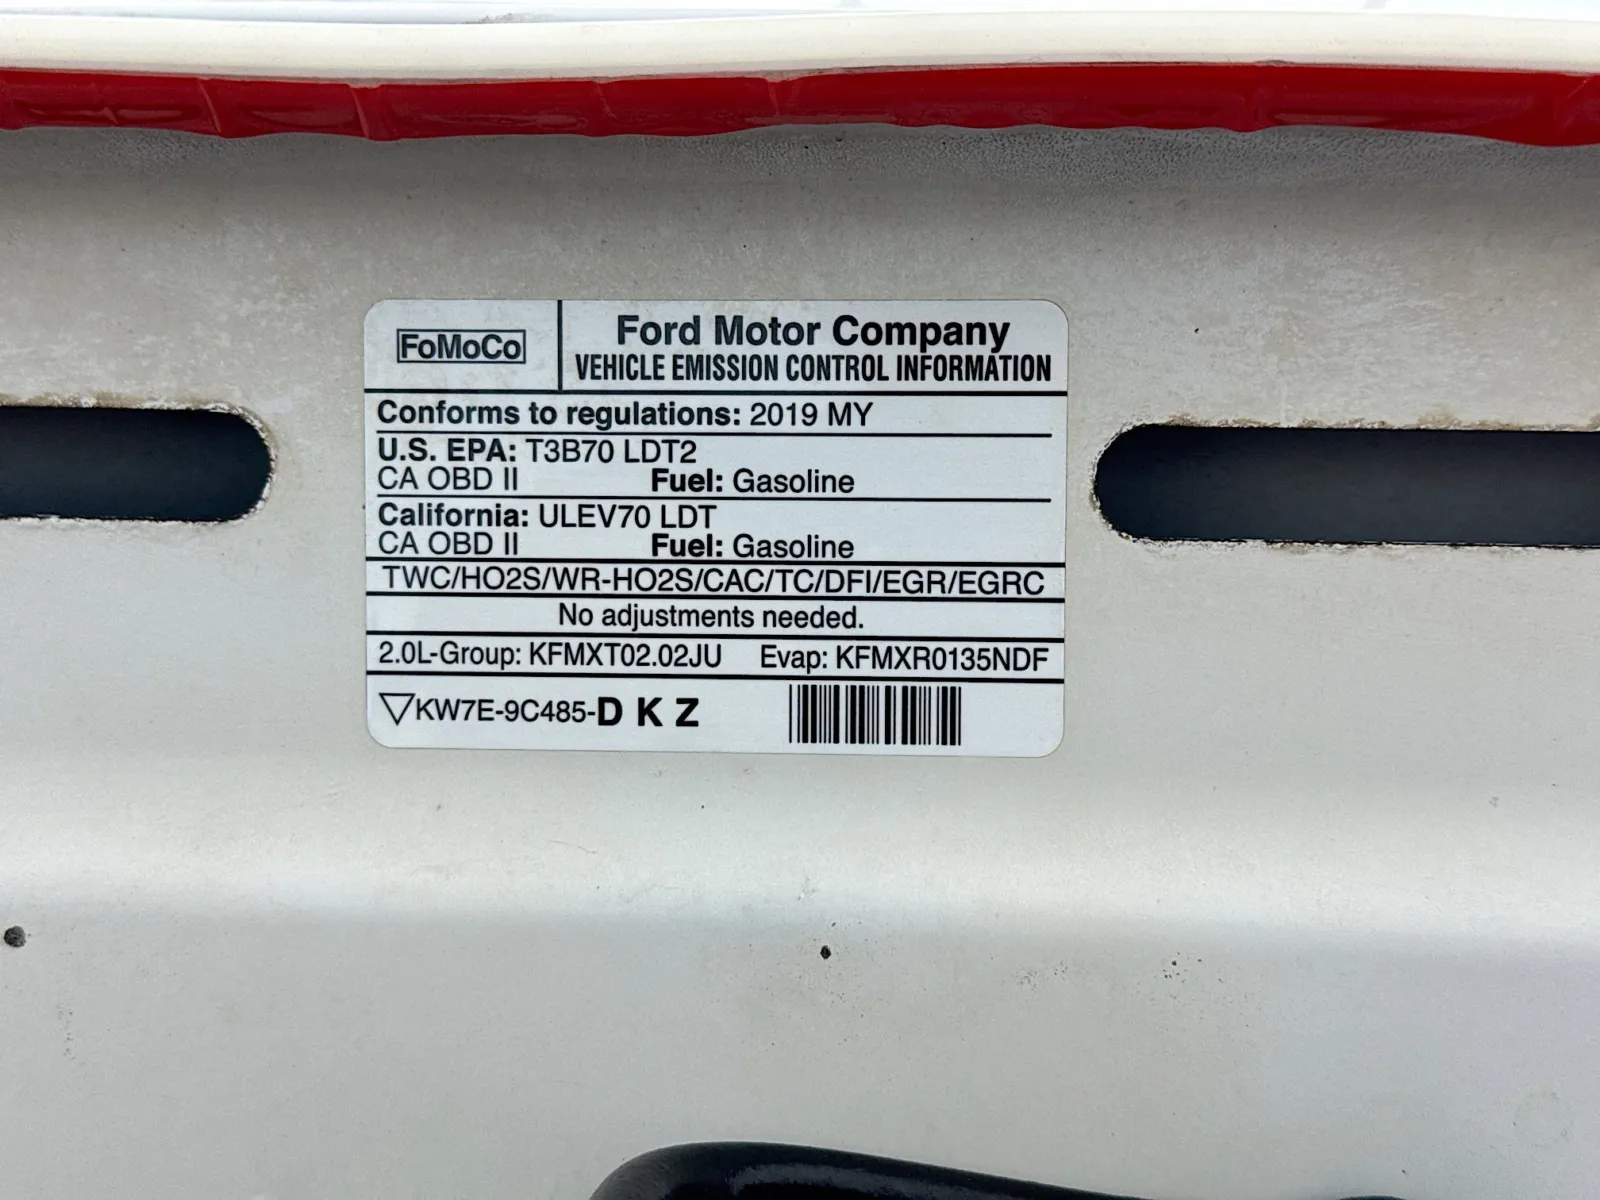 FoMoCo
Ford Motor Company
VEHICLE EMISSION CONTROL INFORMATION
Conforms to regulations: 2019 MY
U.S. EPA: T3B70 LDT2
CA OBD II Fuel: Gasoline
California: ULEV70 LDT
CA OBD II Fuel: Gasoline
TWC/HO2S/WR-HO2S/CAC/TC/DFI/EGR/EGRC
No adjustments needed.
2.0L-Group: KFMXT02.02JU Evap: KFMXR0135NDF
▽KW7E-9C485-D K Z